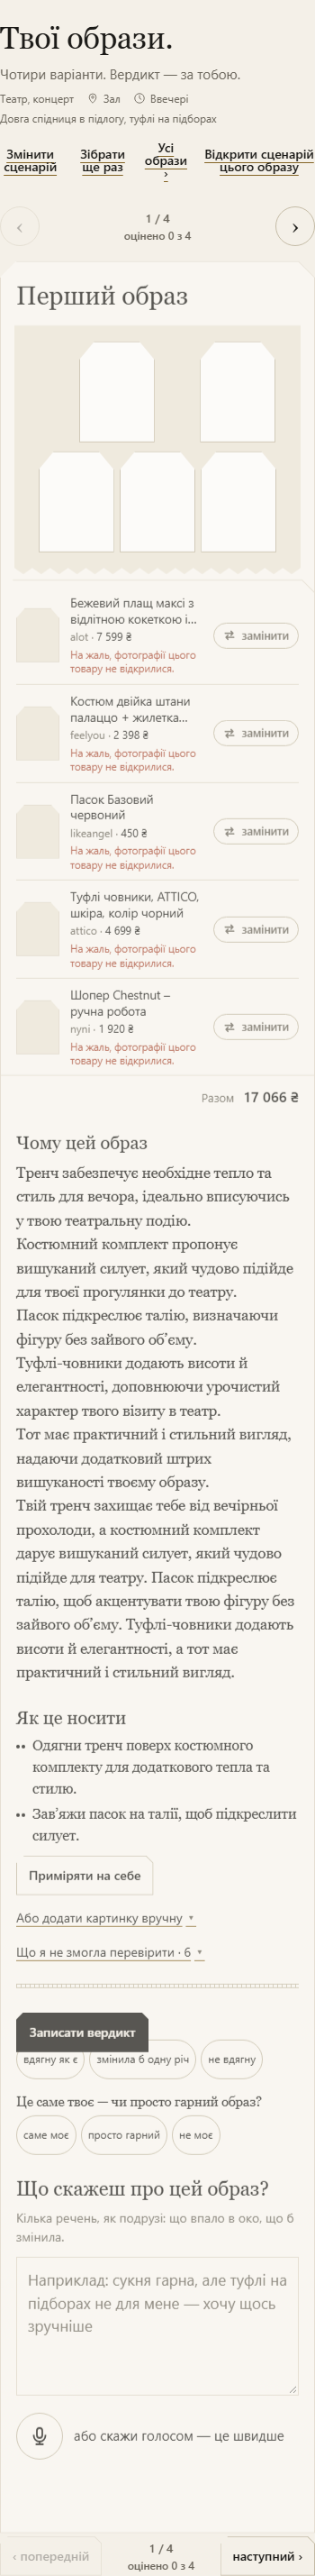 Твої образи.
Чотири варіанти. Вердикт — за тобою.
Театр, концерт Зал Ввечері
Довга спідниця в підлогу, туфлі на підборах
Змінити сценарій
Зібрати ще раз
Усі образи ›
Відкрити сценарій цього образу
‹
1 / 4
оцінено 0 з 4
›
Перший образ
Бежевий плащ максі з
відлітною кокеткою і...
alot · 7 599 ₴
На жаль, фотографії цього
товару не відкрилися.
⇄ замінити
Костюм двійка штани
палаццо + жилетка...
feelyou · 2 398 ₴
На жаль, фотографії цього
товару не відкрилися.
⇄ замінити
Пасок Базовий
червоний
likeangel · 450 ₴
На жаль, фотографії цього
товару не відкрилися.
⇄ замінити
Туфлі човники, ATTICO,
шкіра, колір чорний
attico · 4 699 ₴
На жаль, фотографії цього
товару не відкрилися.
⇄ замінити
Шопер Chestnut –
ручна робота
nyni · 1 920 ₴
На жаль, фотографії цього
товару не відкрилися.
⇄ замінити
Разом 17 066 ₴
Чому цей образ
Тренч забезпечує необхідне тепло та
стиль для вечора, ідеально вписуючись
у твою театральну подію.
Костюмний комплект пропонує
вишуканий силует, який чудово підійде
для твоєї прогулянки до театру.
Пасок підкреслює талію, визначаючи
фігуру без зайвого об’єму.
Туфлі-човники додають висоти й
елегантності, доповнюючи урочистий
характер твого візиту в театр.
Тот має практичний і стильний вигляд,
надаючи додатковий штрих
вишуканості твоєму образу.
Твій тренч захищає тебе від вечірньої
прохолоди, а костюмний комплект
дарує вишуканий силует, який чудово
підійде для театру. Пасок підкреслює
талію, щоб акцентувати твою фігуру без
зайвого об’єму. Туфлі-човники додають
висоти й елегантності, а тот має
практичний і стильний вигляд.
Як це носити
•• Одягни тренч поверх костюмного
комплекту для додаткового тепла та
стилю.
•• Зав’яжи пасок на талії, щоб підкреслити
силует.
Приміряти на себе
Або додати картинку вручну ▾
Що я не змогла перевірити · 6 ▾
Записати вердикт
вдягну як є
змінила б одну річ
не вдягну
Це саме твоє — чи просто гарний образ?
саме моє
просто гарний
не моє
Що скажеш про цей образ?
Кілька речень, як подрузі: що впало в око, що б
змінила.
Наприклад: сукня гарна, але туфлі на
підборах не для мене — хочу щось
зручніше
або скажи голосом — це швидше
‹ попередній
1 / 4
оцінено 0 з 4
наступний ›